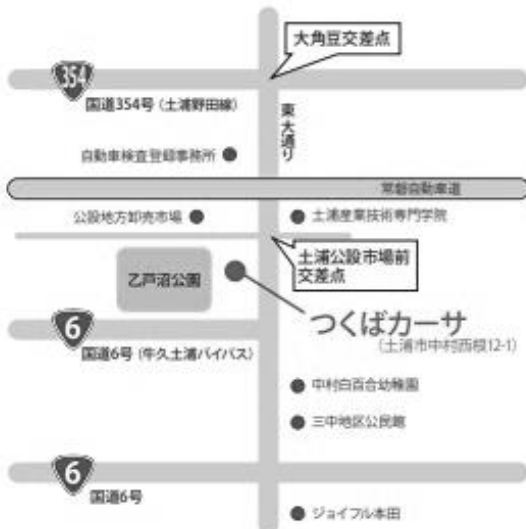 大角豆交差点
354
国道354号（土浦野田線）
東大通り
自動車検査登録事務所
常磐自動車道
公設地方卸売市場
土浦産業技術専門学院
土浦公設市場前
交差点
乙戸沼公園
つくばカーサ
（土浦市中村西根12-1）
6
国道6号（牛久土浦バイパス）
中村白百合幼稚園
三中地区公民館
6
国道6号
ジョイフル本田